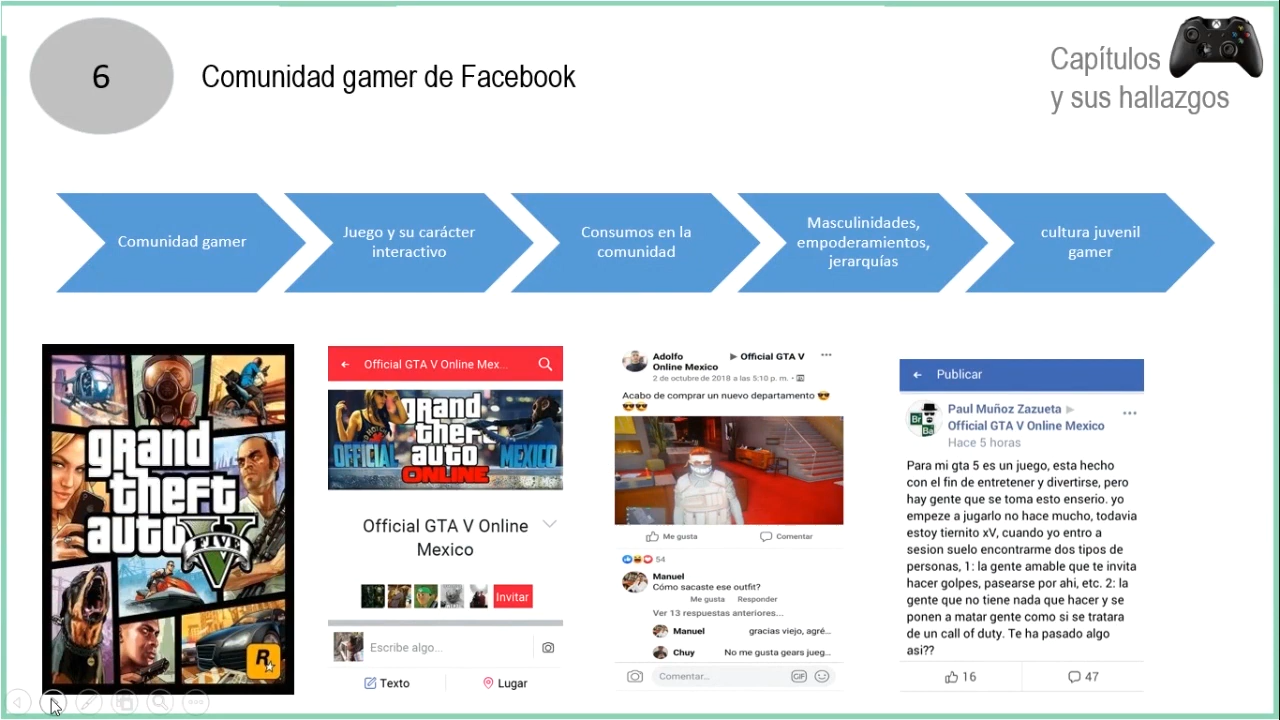 6
Comunidad gamer de Facebook
Capítulos
y sus hallazgos
Comunidad gamer
Juego y su carácter
interactivo
Consumos en la
comunidad
Masculinidades,
empoderamientos,
jerarquías
cultura juvenil
gamer
grand
theft
auto
V
FIVE
R
Official GTA V Online Mex...
grand
theft
auto
OFFICIAL
MEXICO
ONLINE
Official GTA V Online
Mexico
Invitar
Escribe algo...
Texto
Lugar
Adolfo ▶ Official GTA V
Online Mexico
2 de octubre de 2018 a las 5:10 p. m. •
Acabo de comprar un nuevo departamento 😎
😎😎
Me gusta
Comentar
54
Manuel
Cómo sacaste ese outfit?
Me gusta Responder
Ver 13 respuestas anteriores...
Manuel gracias viejo, agré...
Chuy No me gusta gears jueg...
Comentar...
GIF
Publicar
Br
Ba
Paul Muñoz Zazueta ▶
Official GTA V Online Mexico
Hace 5 horas
Para mi gta 5 es un juego, esta hecho
con el fin de entretener y divertirse, pero
hay gente que se toma esto enserio. yo
empeze a jugarlo no hace mucho, todavia
estoy tiernito xV, cuando yo entro a
sesion suelo encontrarme dos tipos de
personas, 1: la gente amable que te invita
hacer golpes, pasearse por ahi, etc. 2: la
gente que no tiene nada que hacer y se
ponen a matar gente como si se tratara
de un call of duty. Te ha pasado algo
asi??
16
47